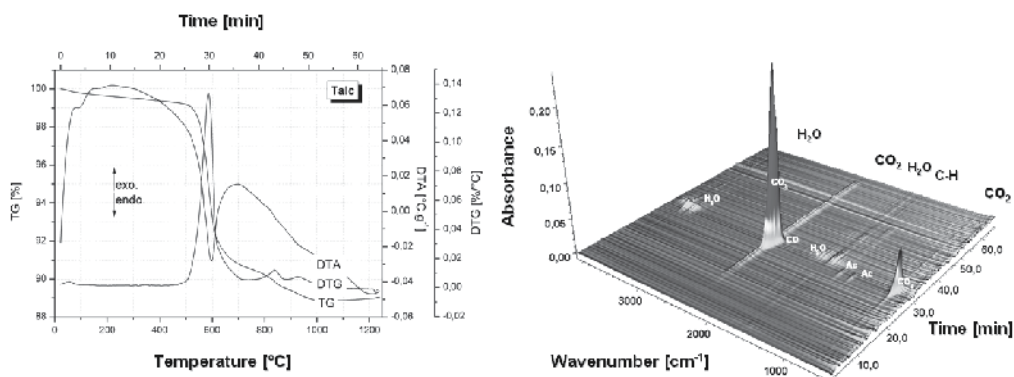 Time [min]
0 10 20 30 40 50 60
Talc
TG [%]
100
99
96
95
94
92
91
90
88
exo.
endo
DTA
DTG
TG
0 200 400 600 800 1000 1200
Temperature [°C]
0,08
0,06
0,04
0,02
0,00
-0,02
-0,04
-0,06
DTA [°C g⁻¹]
0,14
0,12
0,10
0,08
0,06
0,04
0,02
0,00
-0,02
DTG [%/°C]
Absorbance
0,20
0,15
0,10
0,05
0,00
H₂O
CO₂ H₂O
C-H
CO₂
H₂O
CO₂
CO
H₂O
Ac
Ac
3000
2000
1000
Wavenumber [cm⁻¹]
10,0
20,0
30,0
40,0
50,0
60,0
Time [min]